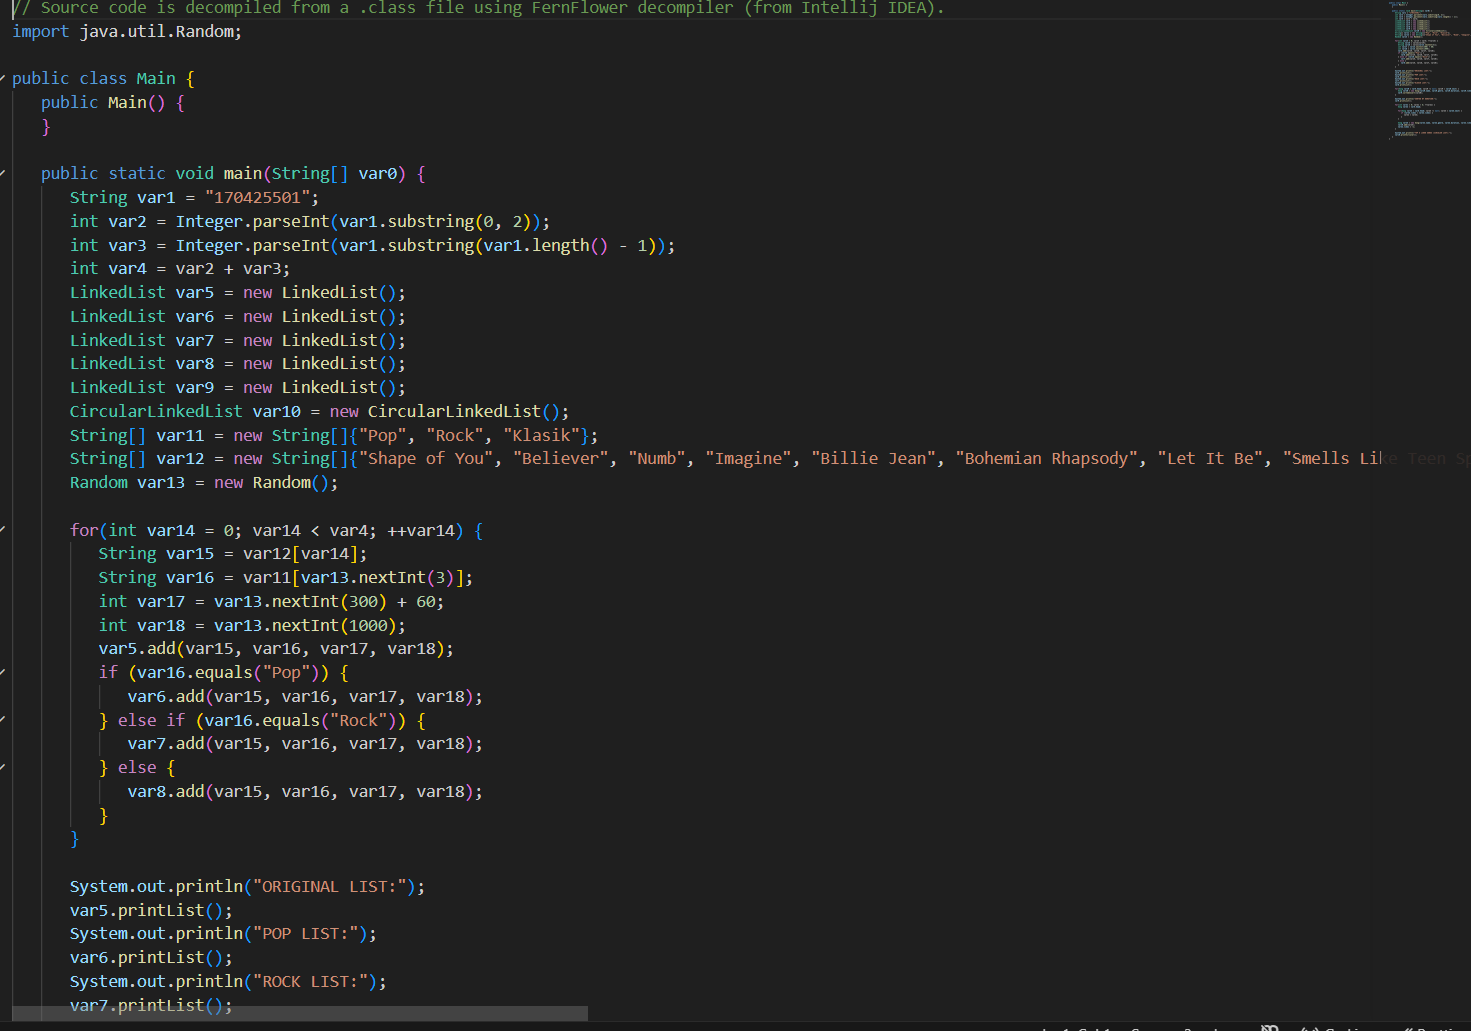 // Source code is decompiled from a .class file using FernFlower decompiler (from Intellij IDEA).
import java.util.Random;
public class Main {
public Main() {
}
public static void main(String[] var0) {
String var1 = "170425501";
int var2 = Integer.parseInt(var1.substring(0, 2));
int var3 = Integer.parseInt(var1.substring(var1.length() - 1));
int var4 = var2 + var3;
LinkedList var5 = new LinkedList();
LinkedList var6 = new LinkedList();
LinkedList var7 = new LinkedList();
LinkedList var8 = new LinkedList();
LinkedList var9 = new LinkedList();
CircularLinkedList var10 = new CircularLinkedList();
String[] var11 = new String[]{"Pop", "Rock", "Klasik"};
String[] var12 = new String[]{"Shape of You", "Believer", "Numb", "Imagine", "Billie Jean", "Bohemian Rhapsody", "Let It Be", "Smells Like Teen Sp
Random var13 = new Random();
for(int var14 = 0; var14 < var4; ++var14) {
String var15 = var12[var14];
String var16 = var11[var13.nextInt(3)];
int var17 = var13.nextInt(300) + 60;
int var18 = var13.nextInt(1000);
var5.add(var15, var16, var17, var18);
if (var16.equals("Pop")) {
var6.add(var15, var16, var17, var18);
} else if (var16.equals("Rock")) {
var7.add(var15, var16, var17, var18);
} else {
var8.add(var15, var16, var17, var18);
}
}
System.out.println("ORIGINAL LIST:");
var5.printList();
System.out.println("POP LIST:");
var6.printList();
System.out.println("ROCK LIST:");
var7.printList();